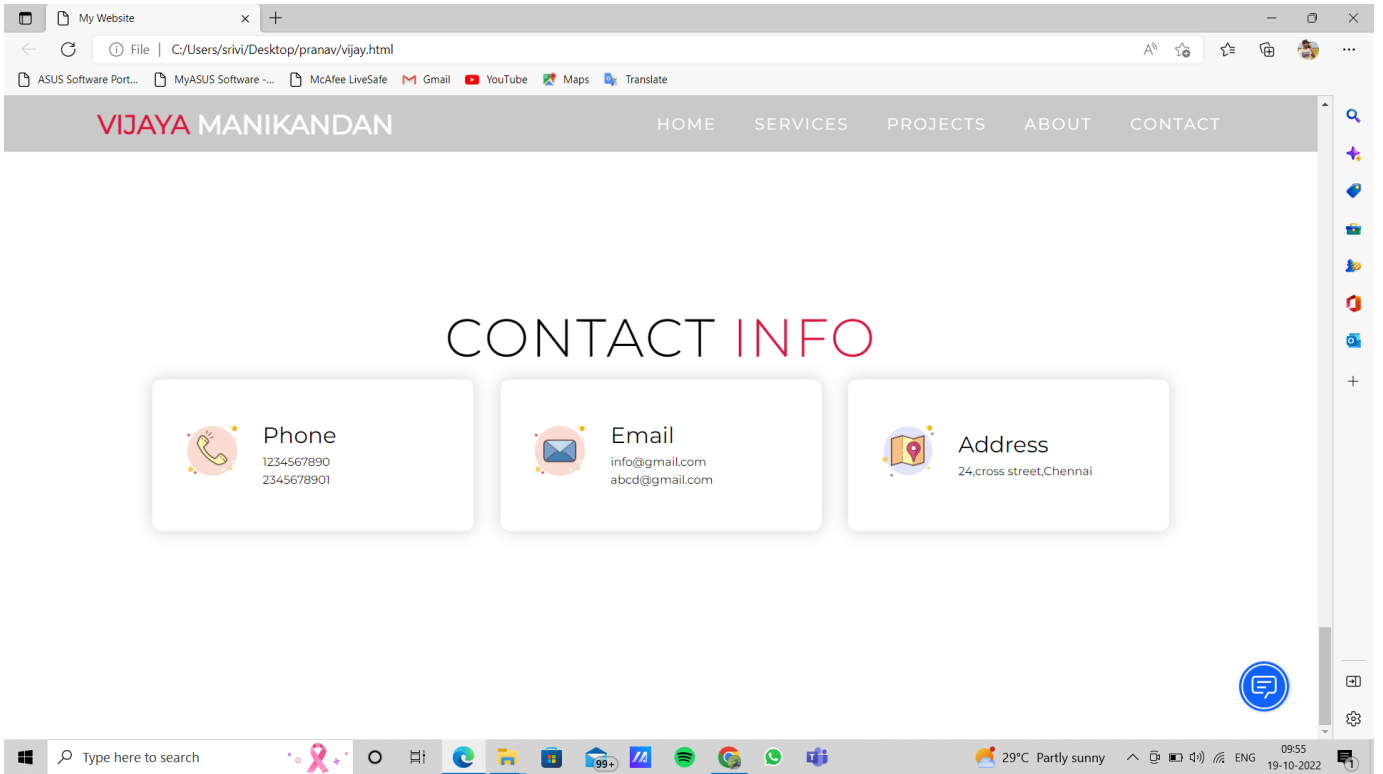 My Website
File | C:/Users/srivi/Desktop/pranav/vijay.html
ASUS Software Port... MyASUS Software -... McAfee LiveSafe Gmail YouTube Maps Translate
VIJAYA MANIKANDAN HOME SERVICES PROJECTS ABOUT CONTACT
CONTACT INFO
Phone
1234567890
2345678901
Email
info@gmail.com
abcd@gmail.com
Address
24,cross street,Chennai
Type here to search
99+
29°C Partly sunny
ENG
09:55
19-10-2022
1